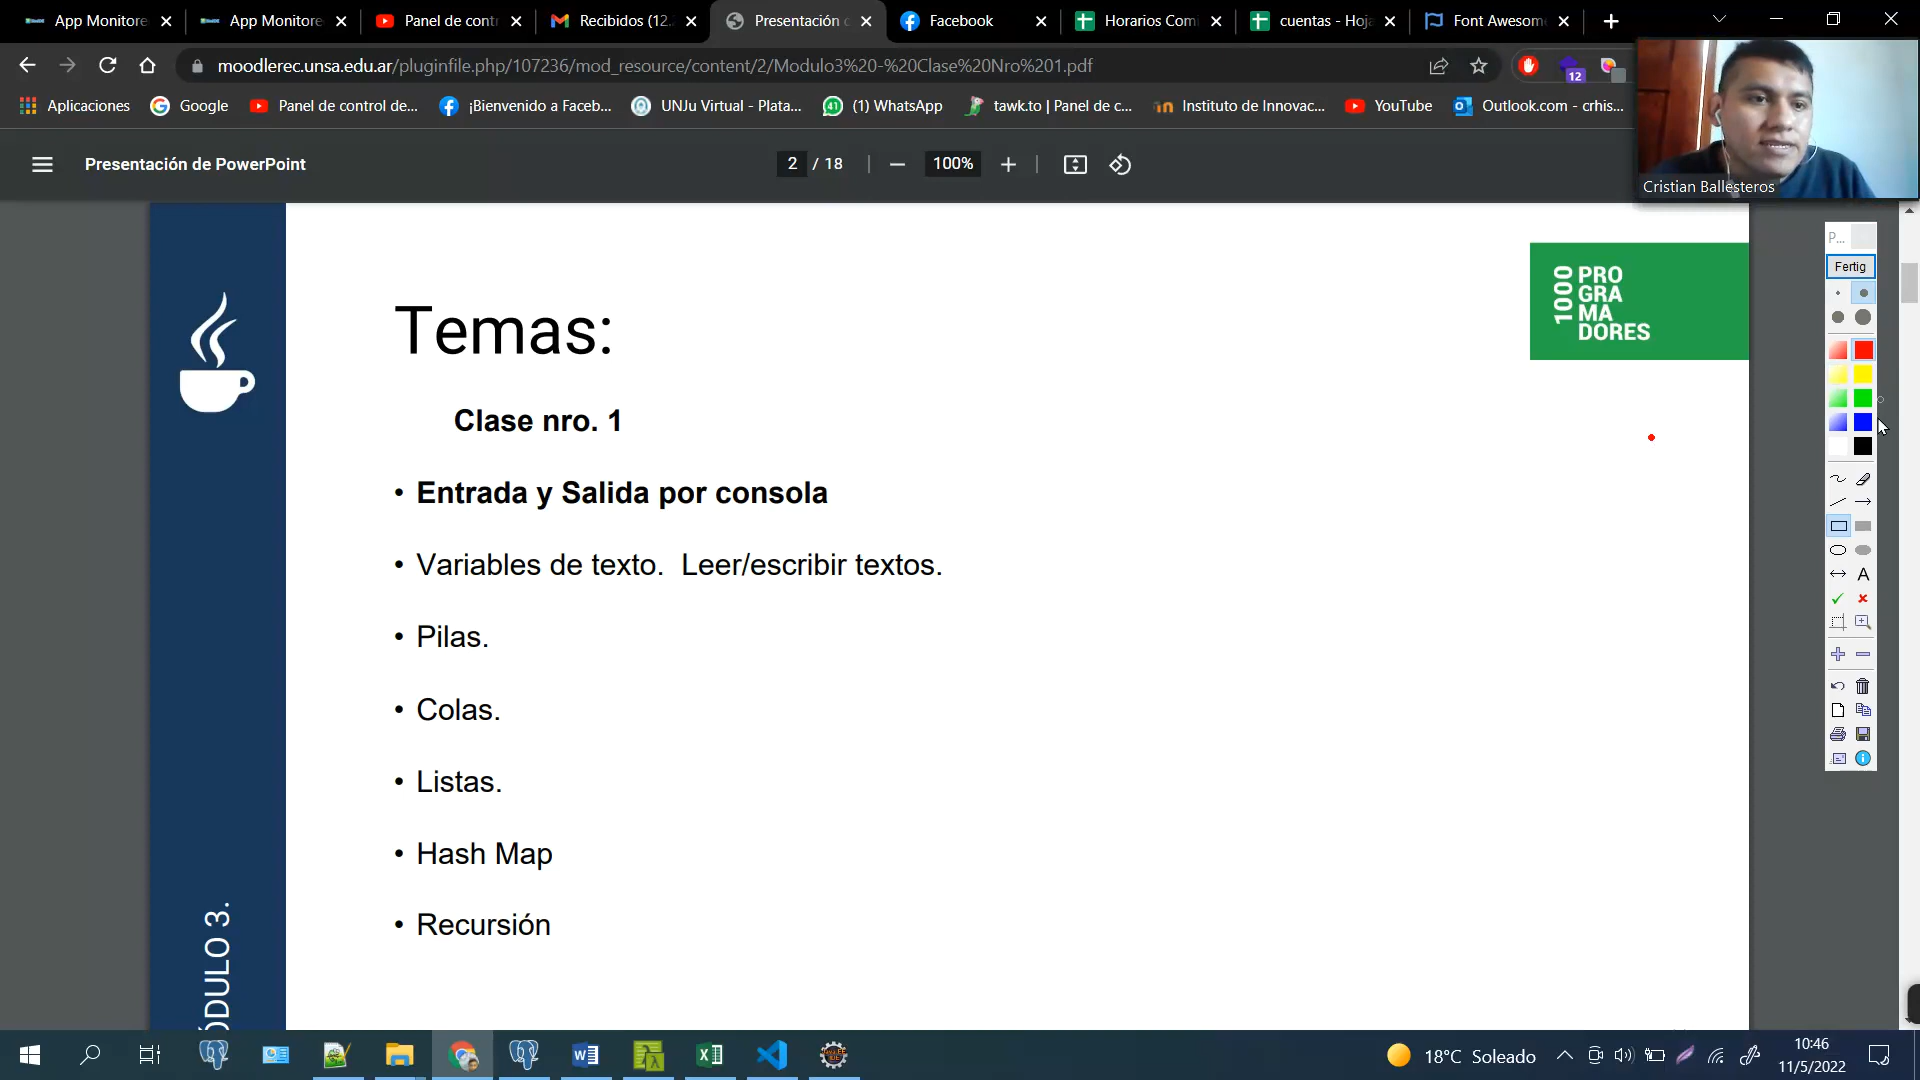 App Monitore
App Monitore
Panel de cont
Recibidos (12.
Presentación
Facebook
Horarios Com
cuentas - Hoja
Font Awesom
moodlerec.unsa.edu.ar/pluginfile.php/107236/mod_resource/content/2/Modulo3%20-%20Clase%20Nro%201.pdf
12
Aplicaciones
Google
Panel de control de...
¡Bienvenido a Faceb...
UNJu Virtual - Plata...
(1) WhatsApp
tawk.to | Panel de c...
Instituto de Innovac...
YouTube
Outlook.com - crhis...
Presentación de PowerPoint
2 / 18
100%
Cristian Ballesteros
P...
Fertig
1000
PRO
GRA
MA
DORES
Temas:
Clase nro. 1
• Entrada y Salida por consola
• Variables de texto. Leer/escribir textos.
• Pilas.
• Colas.
• Listas.
• Hash Map
• Recursión
ÓDULO 3.
A
18°C Soleado
10:46
11/5/2022